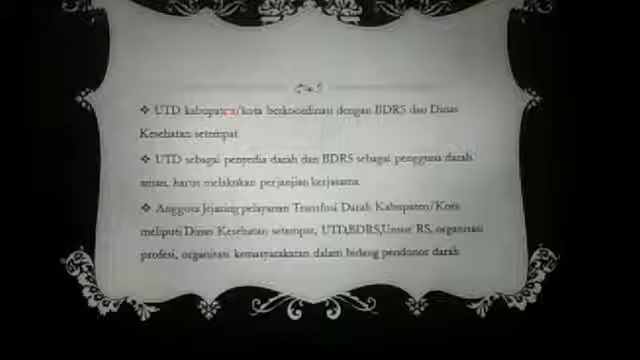 ❖ UTD kabupaten/kota berkoordinasi dengan BDRS dan Dinas
Kesehatan setempat
❖ UTD sebagai penyedia darah dan BDRS sebagai pengguna darah
aman, harus melakukan perjanjian kerjasama.
❖ Anggota Jejaring pelayanan Transfusi Darah Kabupaten/Kota
meliputi Dinas Kesehatan setempat, UTD,BDRS,Unsur RS, organisasi
profesi, organisasi kemasyarakatan dalam bidang pendonor darah